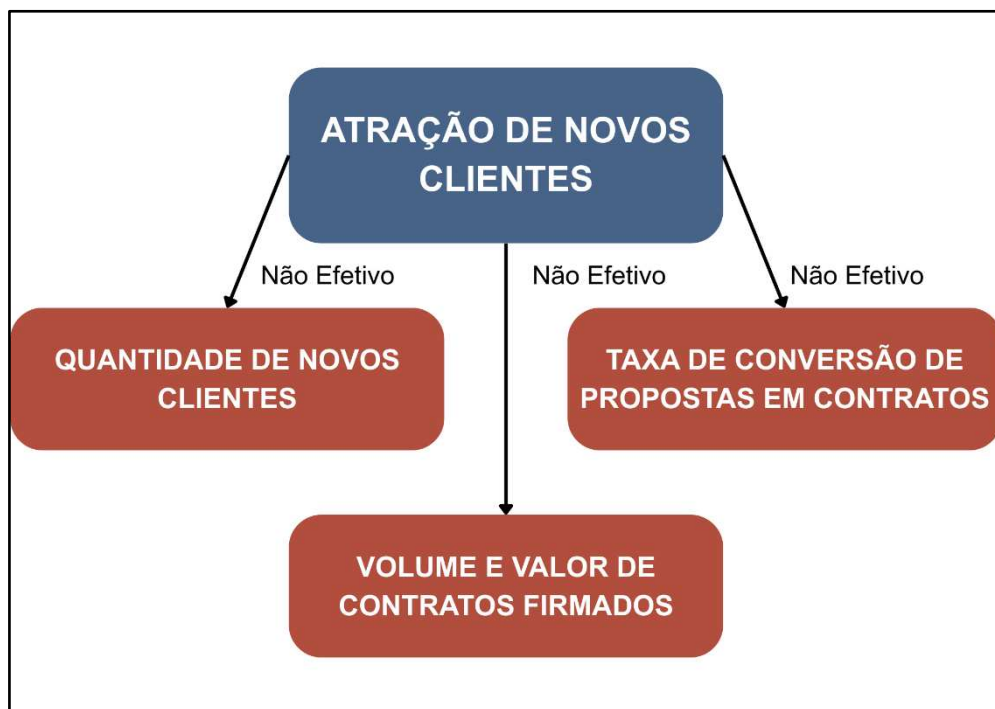 ATRAÇÃO DE NOVOS
CLIENTES
Não Efetivo
Não Efetivo
Não Efetivo
QUANTIDADE DE NOVOS
CLIENTES
TAXA DE CONVERSÃO DE
PROPOSTAS EM CONTRATOS
VOLUME E VALOR DE
CONTRATOS FIRMADOS